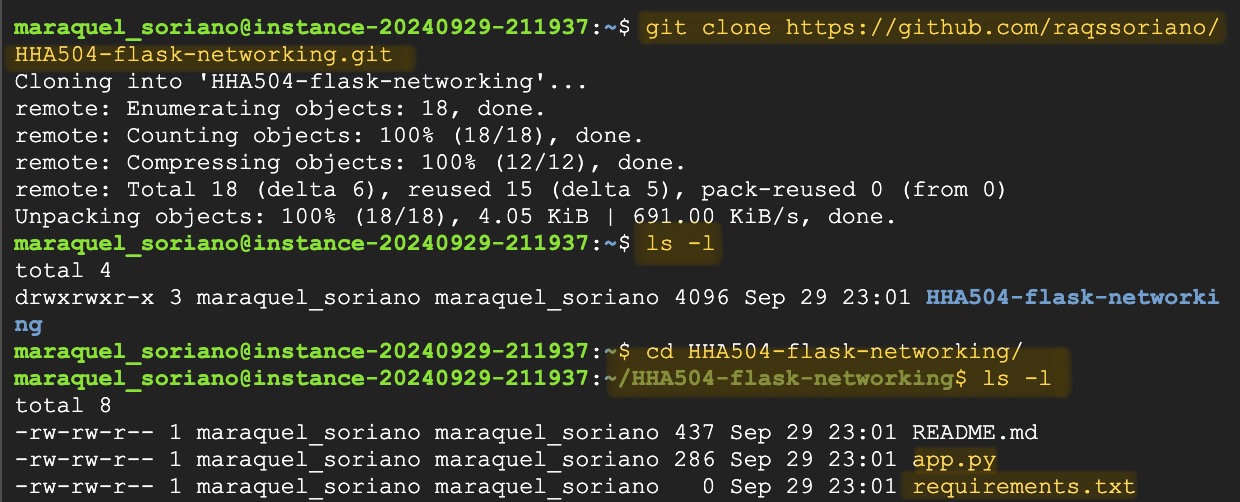 maraquel_soriano@instance-20240929-211937:~$ git clone https://github.com/raqssoriano/
HHA504-flask-networking.git
Cloning into 'HHA504-flask-networking'...
remote: Enumerating objects: 18, done.
remote: Counting objects: 100% (18/18), done.
remote: Compressing objects: 100% (12/12), done.
remote: Total 18 (delta 6), reused 15 (delta 5), pack-reused 0 (from 0)
Unpacking objects: 100% (18/18), 4.05 KiB | 691.00 KiB/s, done.
maraquel_soriano@instance-20240929-211937:~$ ls -l
total 4
drwxrwxr-x 3 maraquel_soriano maraquel_soriano 4096 Sep 29 23:01 HHA504-flask-networki
ng
maraquel_soriano@instance-20240929-211937:~$ cd HHA504-flask-networking/
maraquel_soriano@instance-20240929-211937:~/HHA504-flask-networking$ ls -l
total 8
-rw-rw-r-- 1 maraquel_soriano maraquel_soriano 437 Sep 29 23:01 README.md
-rw-rw-r-- 1 maraquel_soriano maraquel_soriano 286 Sep 29 23:01 app.py
-rw-rw-r-- 1 maraquel_soriano maraquel_soriano   0 Sep 29 23:01 requirements.txt